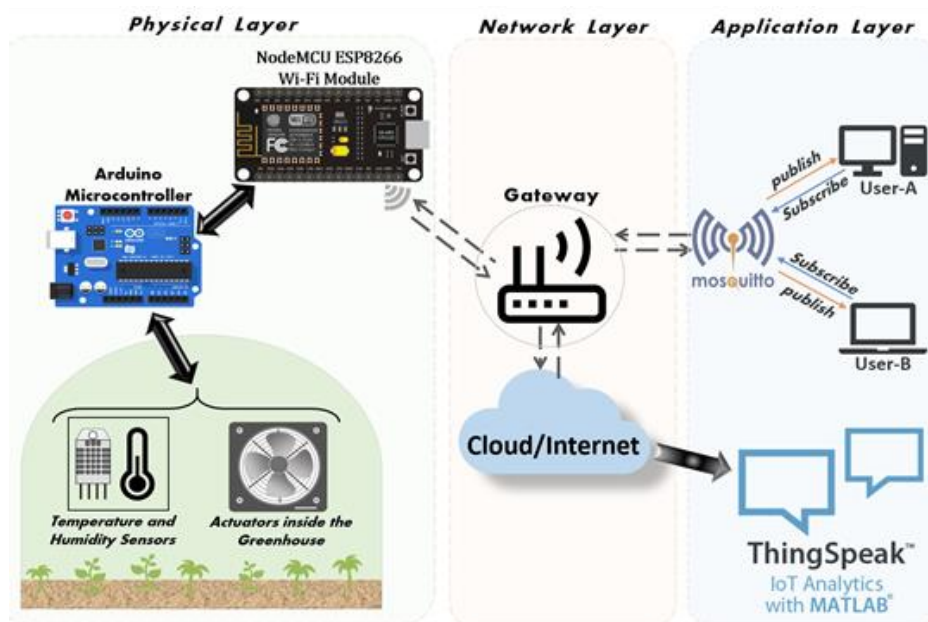 Physical Layer
Network Layer
Application Layer
NodeMCU ESP8266
Wi-Fi Module
Arduino
Microcontroller
Gateway
publish
Subscribe
User-A
mosquitto
Subscribe
publish
User-B
Cloud/Internet
Temperature and
Humidity Sensors
Actuators inside the
Greenhouse
ThingSpeak™
IoT Analytics
with MATLAB®